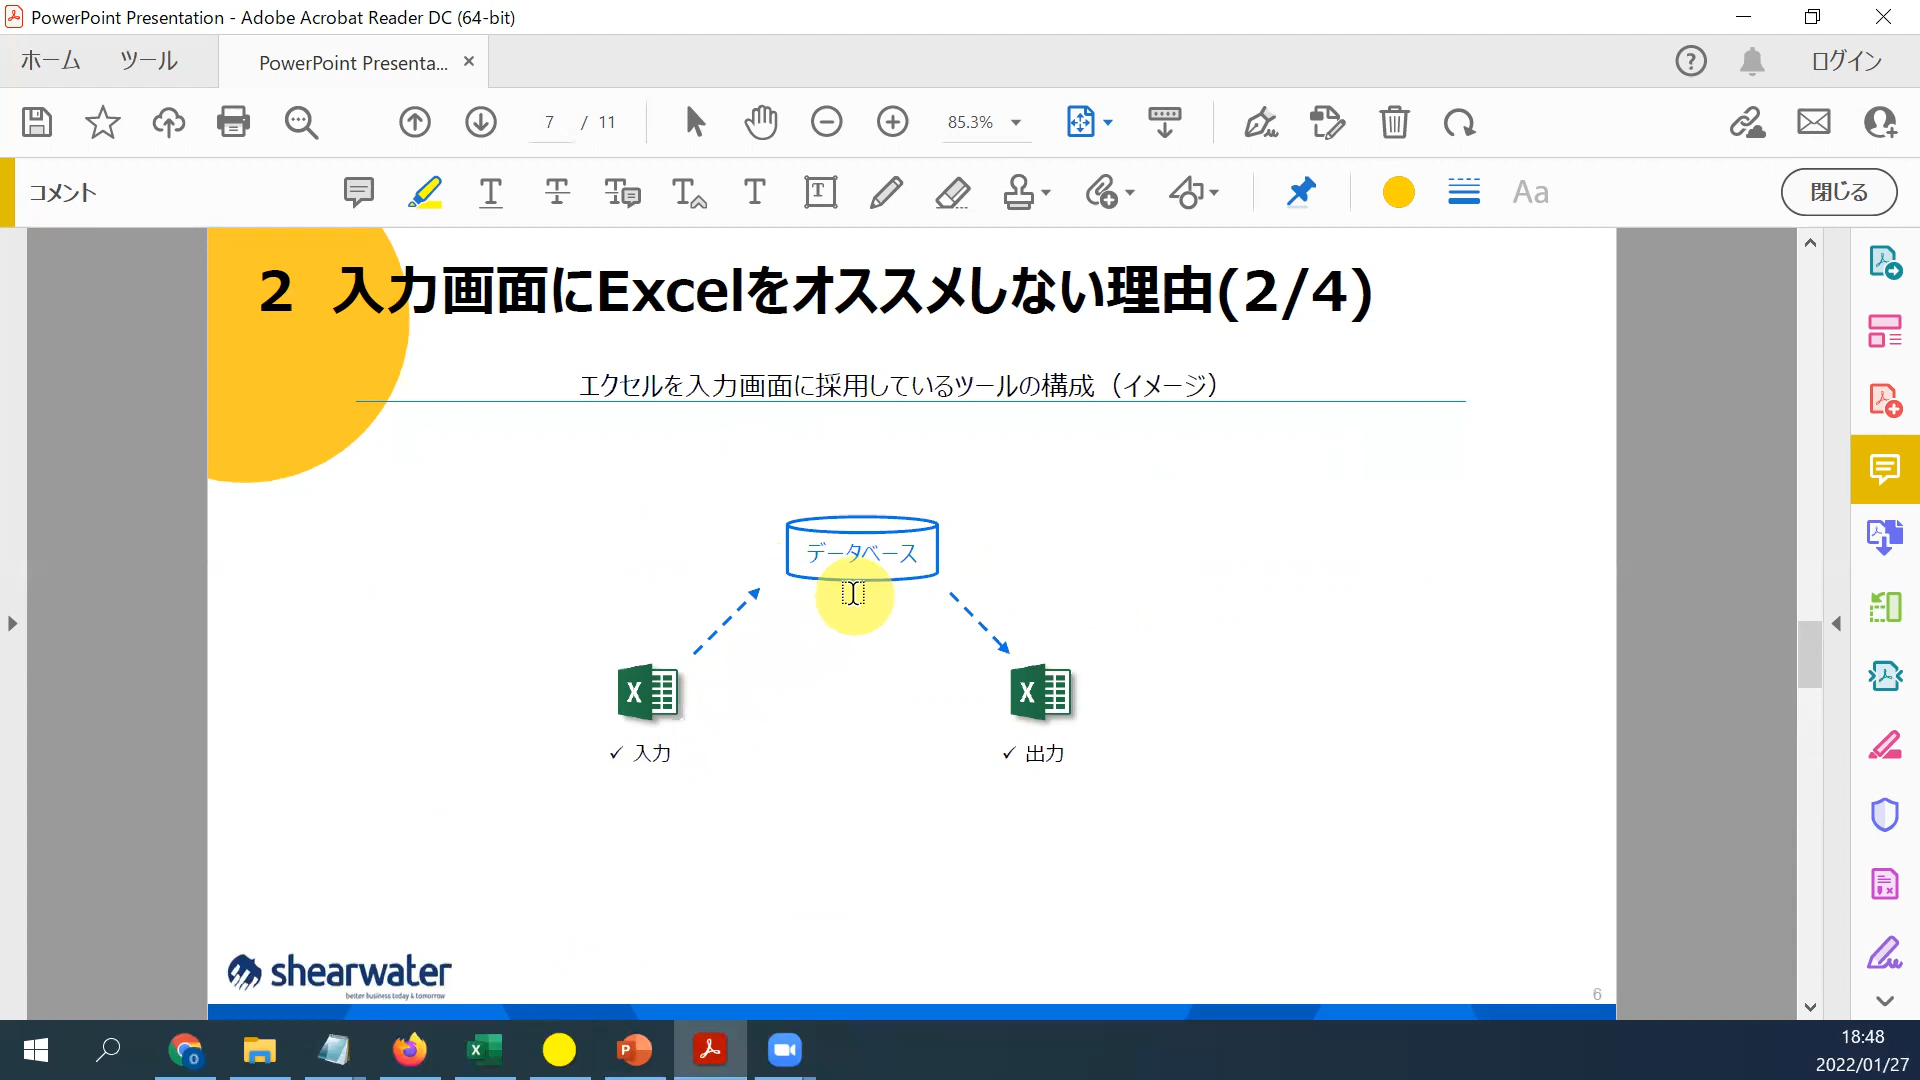 PowerPoint Presentation - Adobe Acrobat Reader DC (64-bit)
ホーム ツール PowerPoint Presenta... × ログイン
7 / 11 85.3%
コメント 閉じる
2 入力画面にExcelをオススメしない理由(2/4)
エクセルを入力画面に採用しているツールの構成（イメージ）
データベース
✓ 入力 ✓ 出力
shearwater
better business today & tomorrow
6
18:48
2022/01/27